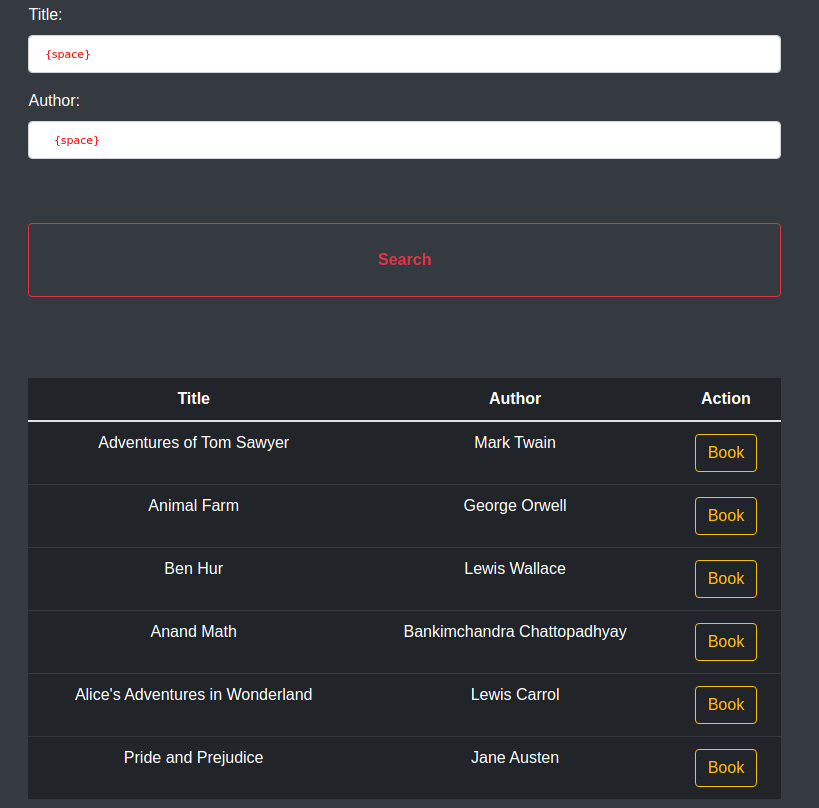 Title:
{space}
Author:
{space}
Search
Title Author Action
Adventures of Tom Sawyer Mark Twain Book
Animal Farm George Orwell Book
Ben Hur Lewis Wallace Book
Anand Math Bankimchandra Chattopadhyay Book
Alice's Adventures in Wonderland Lewis Carrol Book
Pride and Prejudice Jane Austen Book